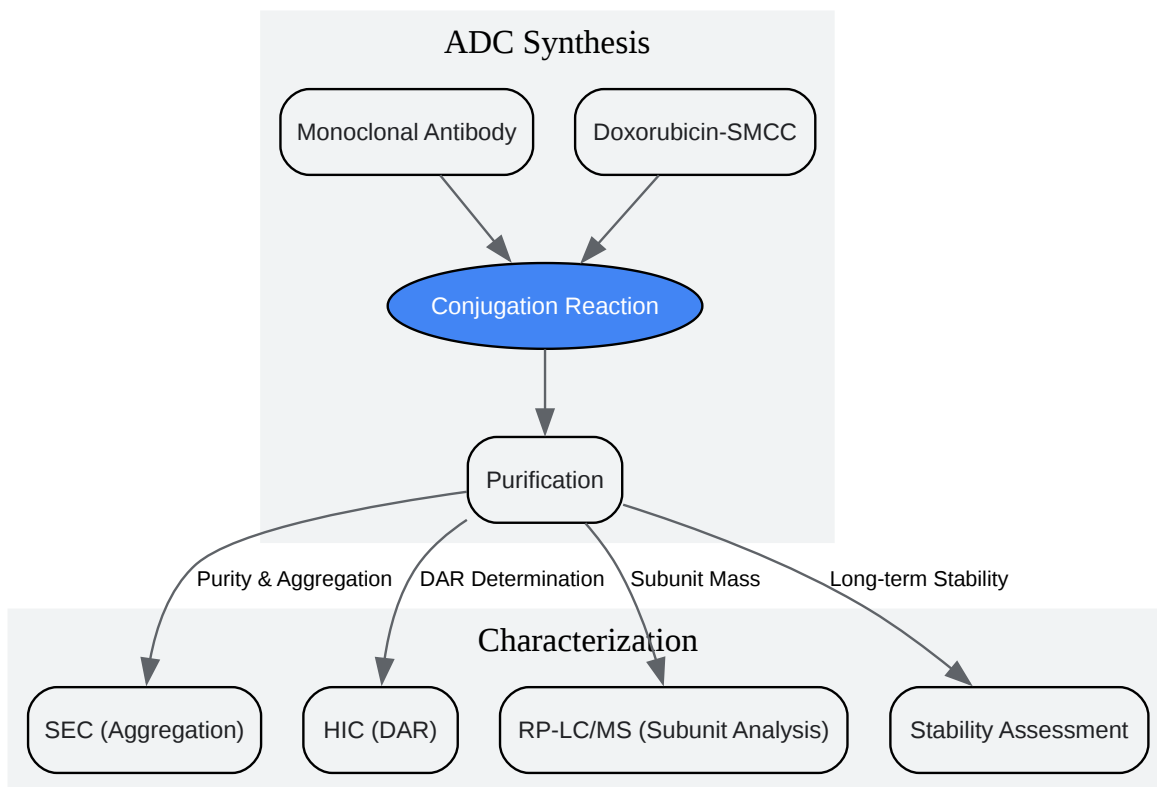 ADC Synthesis
Monoclonal Antibody
Doxorubicin-SMCC
Conjugation Reaction
Purification
Purity & Aggregation
DAR Determination
Subunit Mass
Long-term Stability
Characterization
SEC (Aggregation)
HIC (DAR)
RP-LC/MS (Subunit Analysis)
Stability Assessment